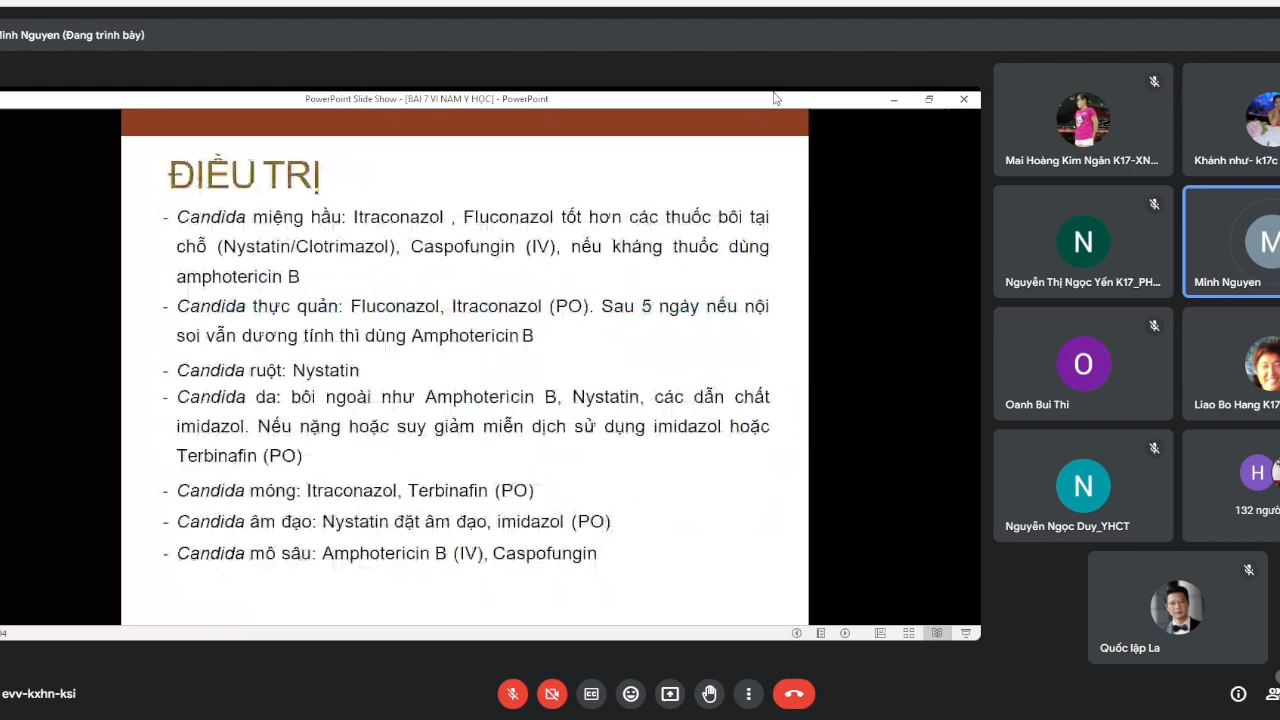 Minh Nguyen (Đang trình bày)
PowerPoint Slide Show - [BAI 7 VI NAM Y HỌC] - PowerPoint
ĐIỀU TRỊ
- Candida miệng hầu: Itraconazol , Fluconazol tốt hơn các thuốc bôi tại
chỗ (Nystatin/Clotrimazol), Caspofungin (IV), nếu kháng thuốc dùng
amphotericin B
- Candida thực quản: Fluconazol, Itraconazol (PO). Sau 5 ngày nếu nội
soi vẫn dương tính thì dùng Amphotericin B
- Candida ruột: Nystatin
- Candida da: bôi ngoài như Amphotericin B, Nystatin, các dẫn chất
imidazol. Nếu nặng hoặc suy giảm miễn dịch sử dụng imidazol hoặc
Terbinafin (PO)
- Candida móng: Itraconazol, Terbinafin (PO)
- Candida âm đạo: Nystatin đặt âm đạo, imidazol (PO)
- Candida mô sâu: Amphotericin B (IV), Caspofungin
Mai Hoàng Kim Ngân K17-XN...
Khánh như- k17c
N
Nguyễn Thị Ngọc Yến K17_PH...
M
Minh Nguyen
O
Oanh Bui Thi
Liao Bo Hang K17
N
Nguyễn Ngọc Duy_YHCT
H
132 ngườ
Quốc lập La
evv-kxhn-ksi